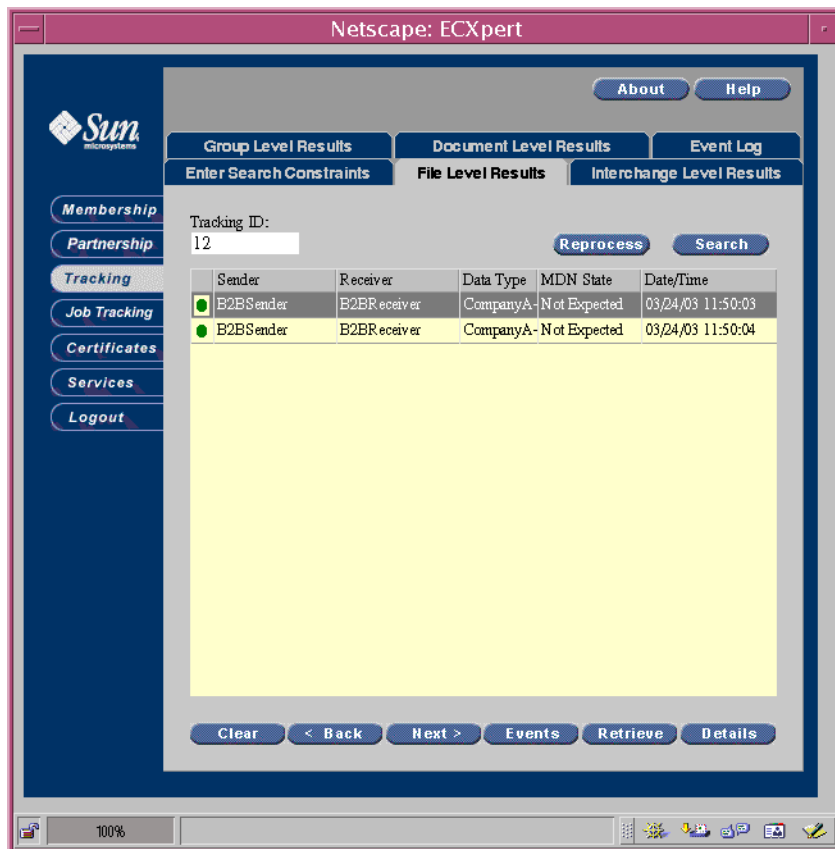 Netscape: ECXpert
About Help
Sun
microsystems
Group Level Results Document Level Results Event Log
Enter Search Constraints File Level Results Interchange Level Results
Membership
Partnership
Tracking
Job Tracking
Certificates
Services
Logout
Tracking ID:
12
Reprocess Search
Sender Receiver Data Type MDN State Date/Time
B2BSender B2BReceiver CompanyA- Not Expected 03/24/03 11:50:03
B2BSender B2BReceiver CompanyA- Not Expected 03/24/03 11:50:04
Clear < Back Next > Events Retrieve Details
100%